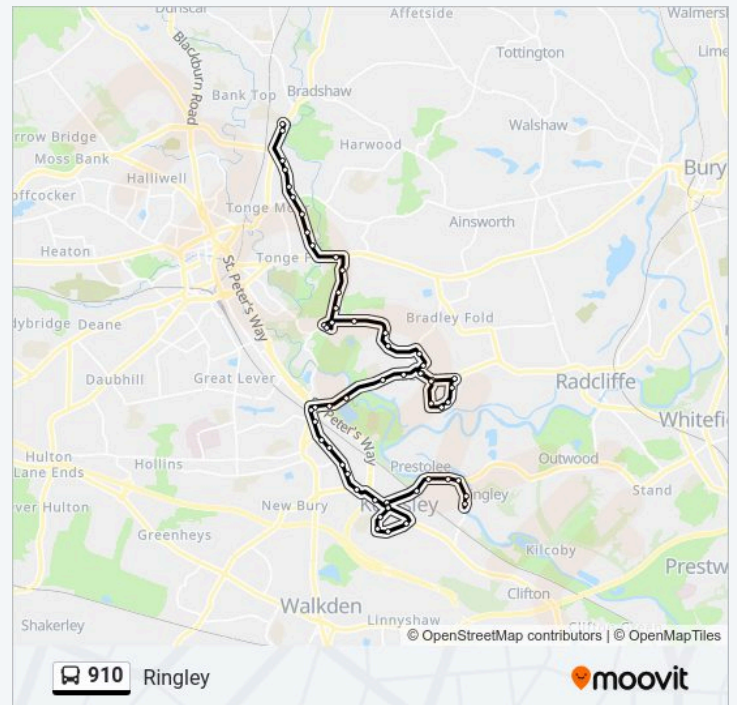 Affetside
Walmersl
Blackburn Road
Tottington
Lime
Bank Top
Bradshaw
Walshaw
rrow Bridge
Harwood
Moss Bank
Bury
Halliwell
offcocker
Tonge M
Ainsworth
Heaton
Tonge F
St. Peter's Way
dybridge
Deane
Bradley Fold
Daubhill
Great Lever
Radcliffe
Peter's Way
Whitefi
Hulton
Lane Ends
Hollins
Prestolee
Outwood
ngley
Stand
ver Hulton
New Bury
Greenheys
Kilcoby
Prestw
Clifton
Walkden
Shakerley
Linnyshaw
© OpenStreetMap contributors | © OpenMapTiles
910 Ringley
moovit